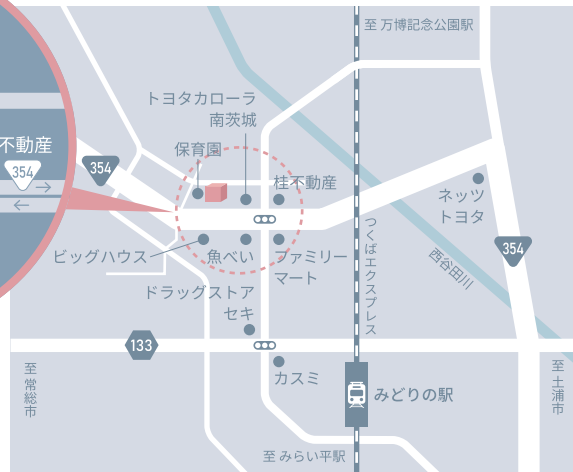 至 万博記念公園駅
トヨタカローラ
南茨城
不動産
保育園
354
354
桂不動産
ネッツ
トヨタ
つくばエクスプレス
西谷田川
354
ビッグハウス
魚べい
ファミリー
マート
ドラッグストア
セキ
133
至 常総市
カスミ
みどりの駅
至 土浦市
至 みらい平駅